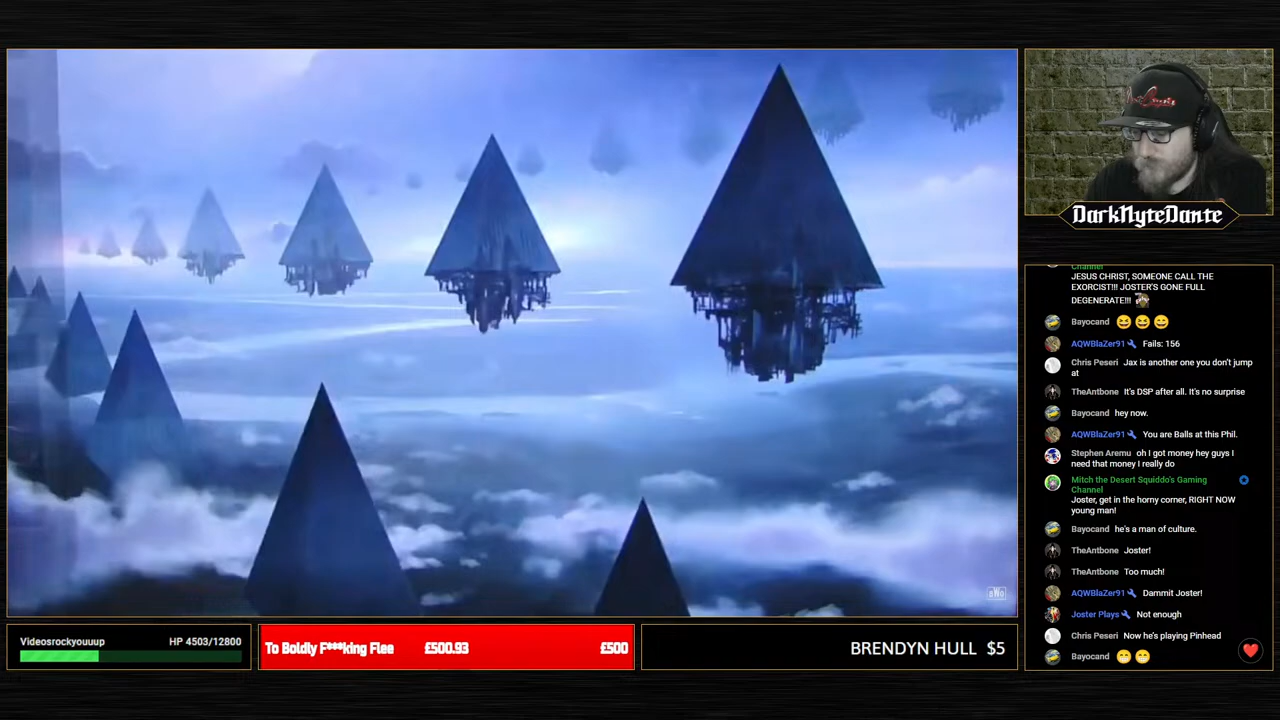 DarkNyteDante
Channel
JESUS CHRIST, SOMEONE CALL THE
EXORCIST!!! JOSTER'S GONE FULL
DEGENERATE!!!
Bayocand
AQWBlaZer91 Fails: 156
Chris Peseri Jax is another one you don't jump
at
TheAntbone It's DSP after all. It's no surprise
Bayocand hey now.
AQWBlaZer91 You are Balls at this Phil.
Stephen Aremu oh I got money hey guys I
need that money I really do
Mitch the Desert Squiddo's Gaming
Channel
Joster, get in the horny corner, RIGHT NOW
young man!
Bayocand he's a man of culture.
TheAntbone Joster!
TheAntbone Too much!
AQWBlaZer91 Dammit Joster!
Joster Plays Not enough
Chris Peseri Now he's playing Pinhead
Bayocand
aWo
Videosrockyouuup HP 4503/12800
To Boldly F***king Flee £500.93 £500
BRENDYN HULL $5